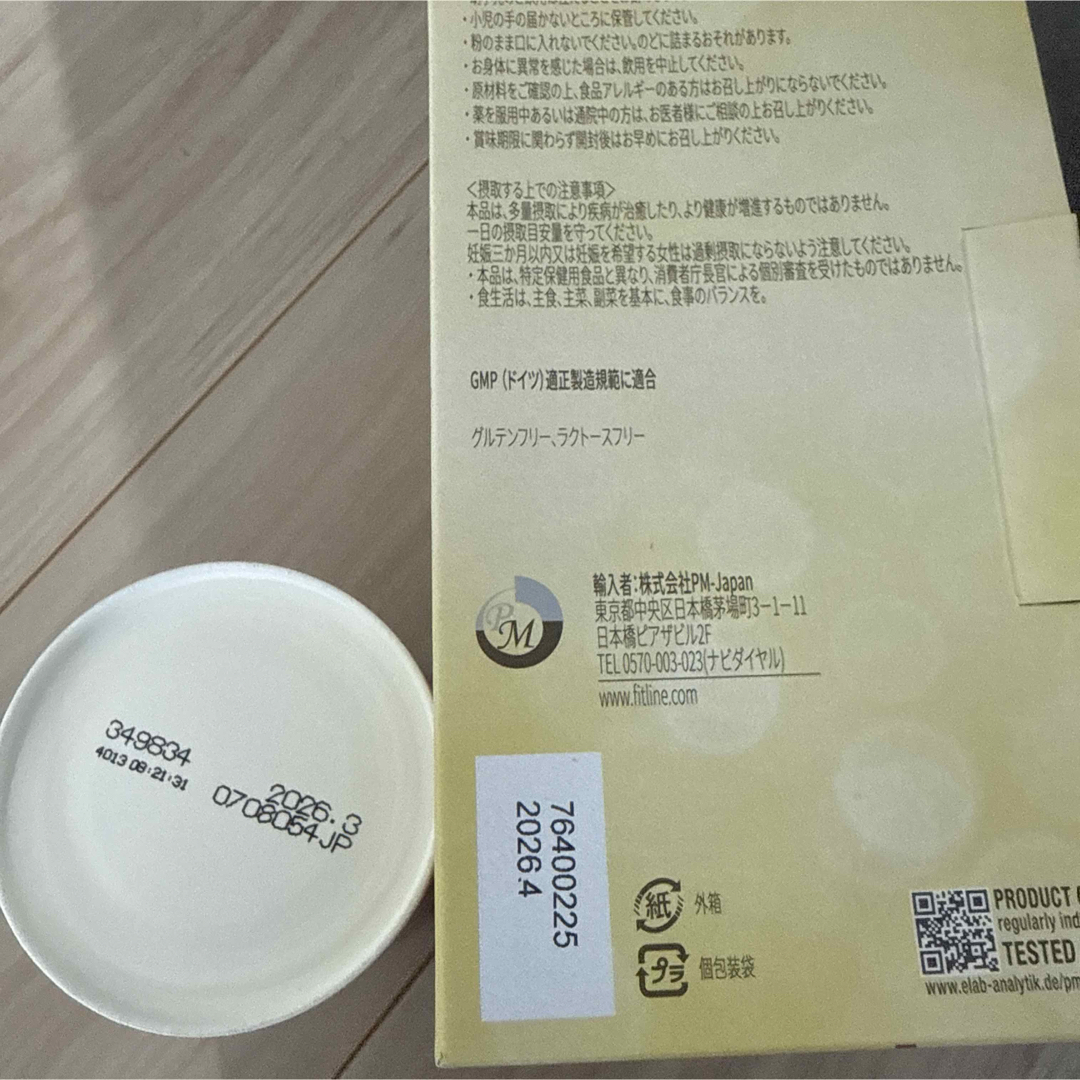 ・小児の手の届かないところに保管してください。
・粉のまま口に入れないでください。のどに詰まるおそれがあります。
・お身体に異常を感じた場合は、飲用を中止してください。
・原材料をご確認の上、食品アレルギーのある方はお召し上がりにならないでください。
・薬を服用中あるいは通院中の方は、お医者様にご相談の上お召し上がりください。
・賞味期限に関わらず開封後はお早めにお召し上がりください。
＜摂取する上での注意事項＞
本品は、多量摂取により疾病が治癒したり、より健康が増進するものではありません。
一日の摂取目安量を守ってください。
妊娠三か月以内又は妊娠を希望する女性は過剰摂取にならないよう注意してください。
・本品は、特定保健用食品と異なり、消費者庁長官による個別審査を受けたものではありません。
・食生活は、主食、主菜、副菜を基本に、食事のバランスを。
GMP（ドイツ）適正製造規範に適合
グルテンフリー、ラクトースフリー
PM
輸入者：株式会社PM-Japan
東京都中央区日本橋茅場町3－1－11
日本橋ピアザビル2F
TEL 0570-003-023(ナビダイヤル)
www.fitline.com
349834
4013 08:21:31
2026.3
0708054JP
76400225
2026.4
紙 外箱
プラ 個包装袋
PRODUCT
regularly ind
TESTED
www.elab-analytik.de/pm